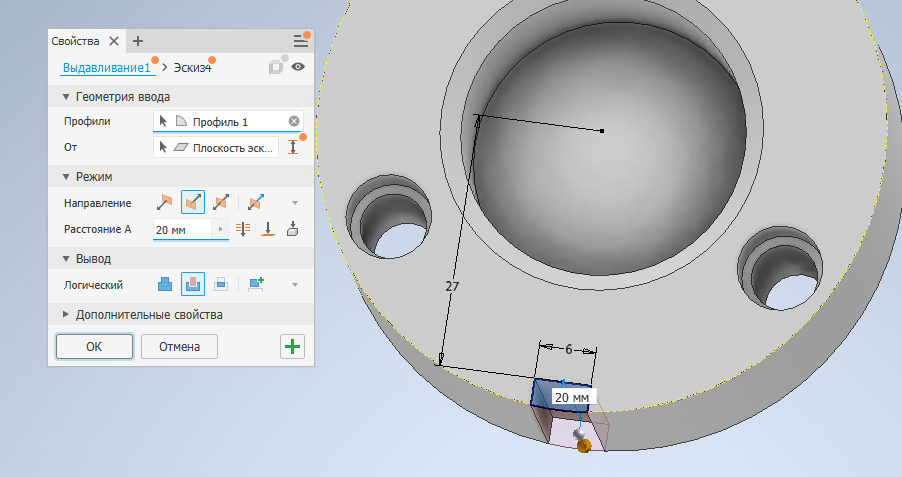 Свойства
Выдавливание1 > Эскиз4
Геометрия ввода
Профили Профиль 1
От Плоскость эск...
Режим
Направление
Расстояние А 20 мм
Вывод
Логический
Дополнительные свойства
ОК Отмена
27
6
20 мм